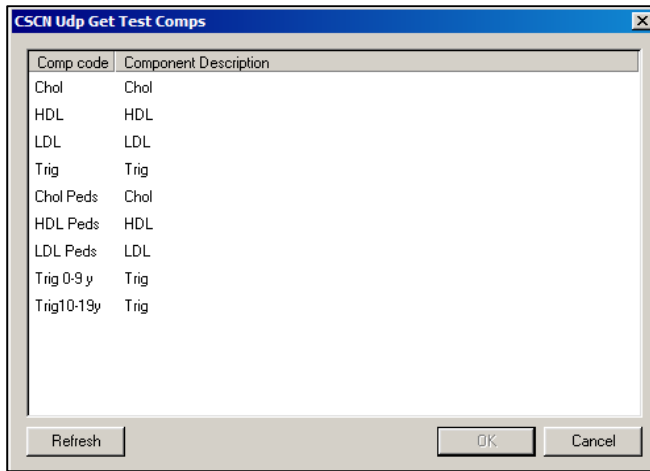 CSCN Udp Get Test Comps
Comp code Component Description
Chol Chol
HDL HDL
LDL LDL
Trig Trig
Chol Peds Chol
HDL Peds HDL
LDL Peds LDL
Trig 0-9 y Trig
Trig10-19y Trig
Refresh OK Cancel